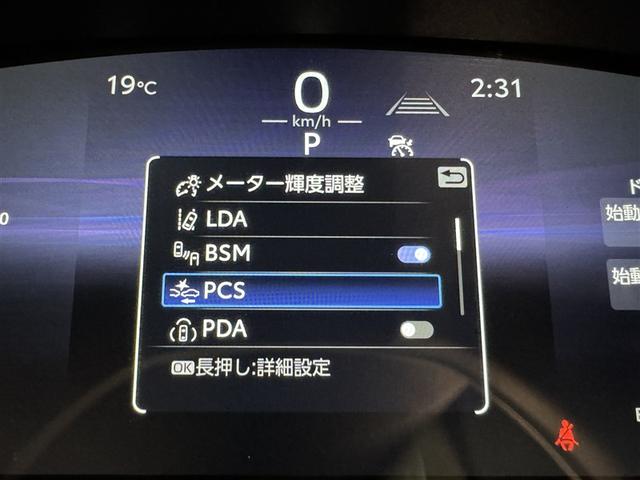 19℃
0
km/h
2:31
P
メーター輝度調整
LDA
BSM
PCS
PDA
OK長押し:詳細設定
0
始動
始動